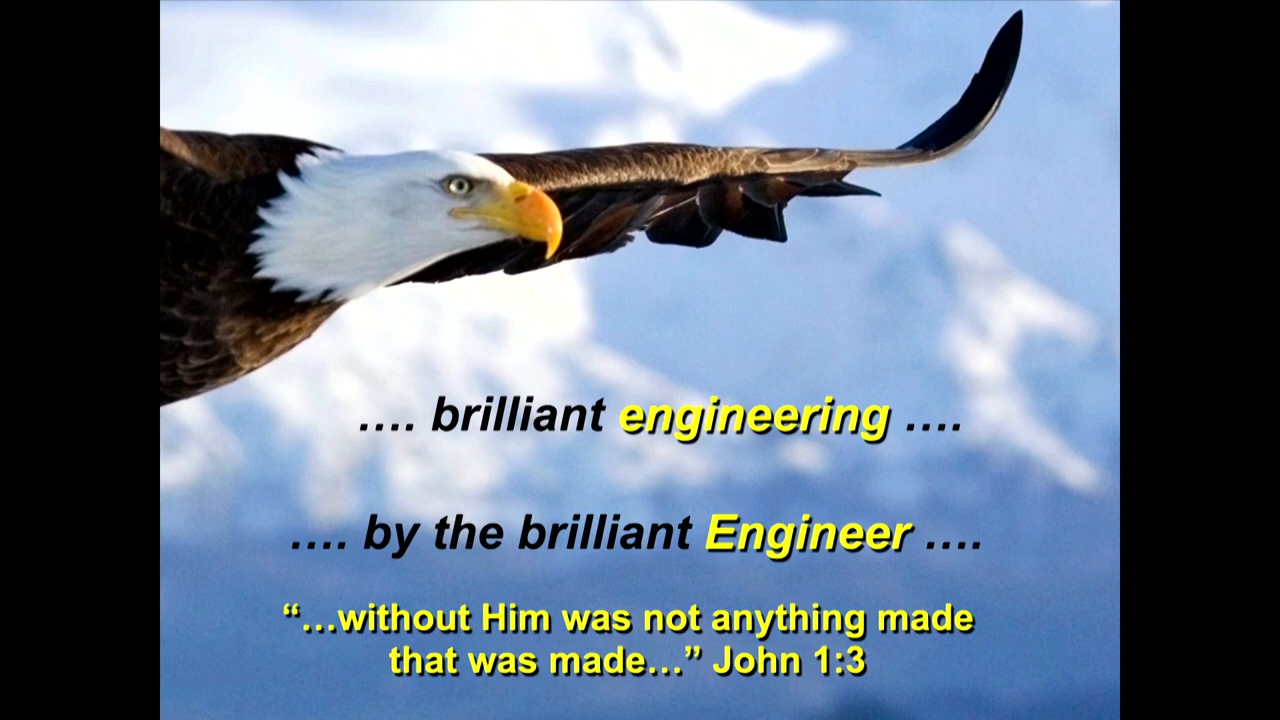 …. brilliant engineering ….
…. by the brilliant Engineer ….
“…without Him was not anything made
that was made…” John 1:3